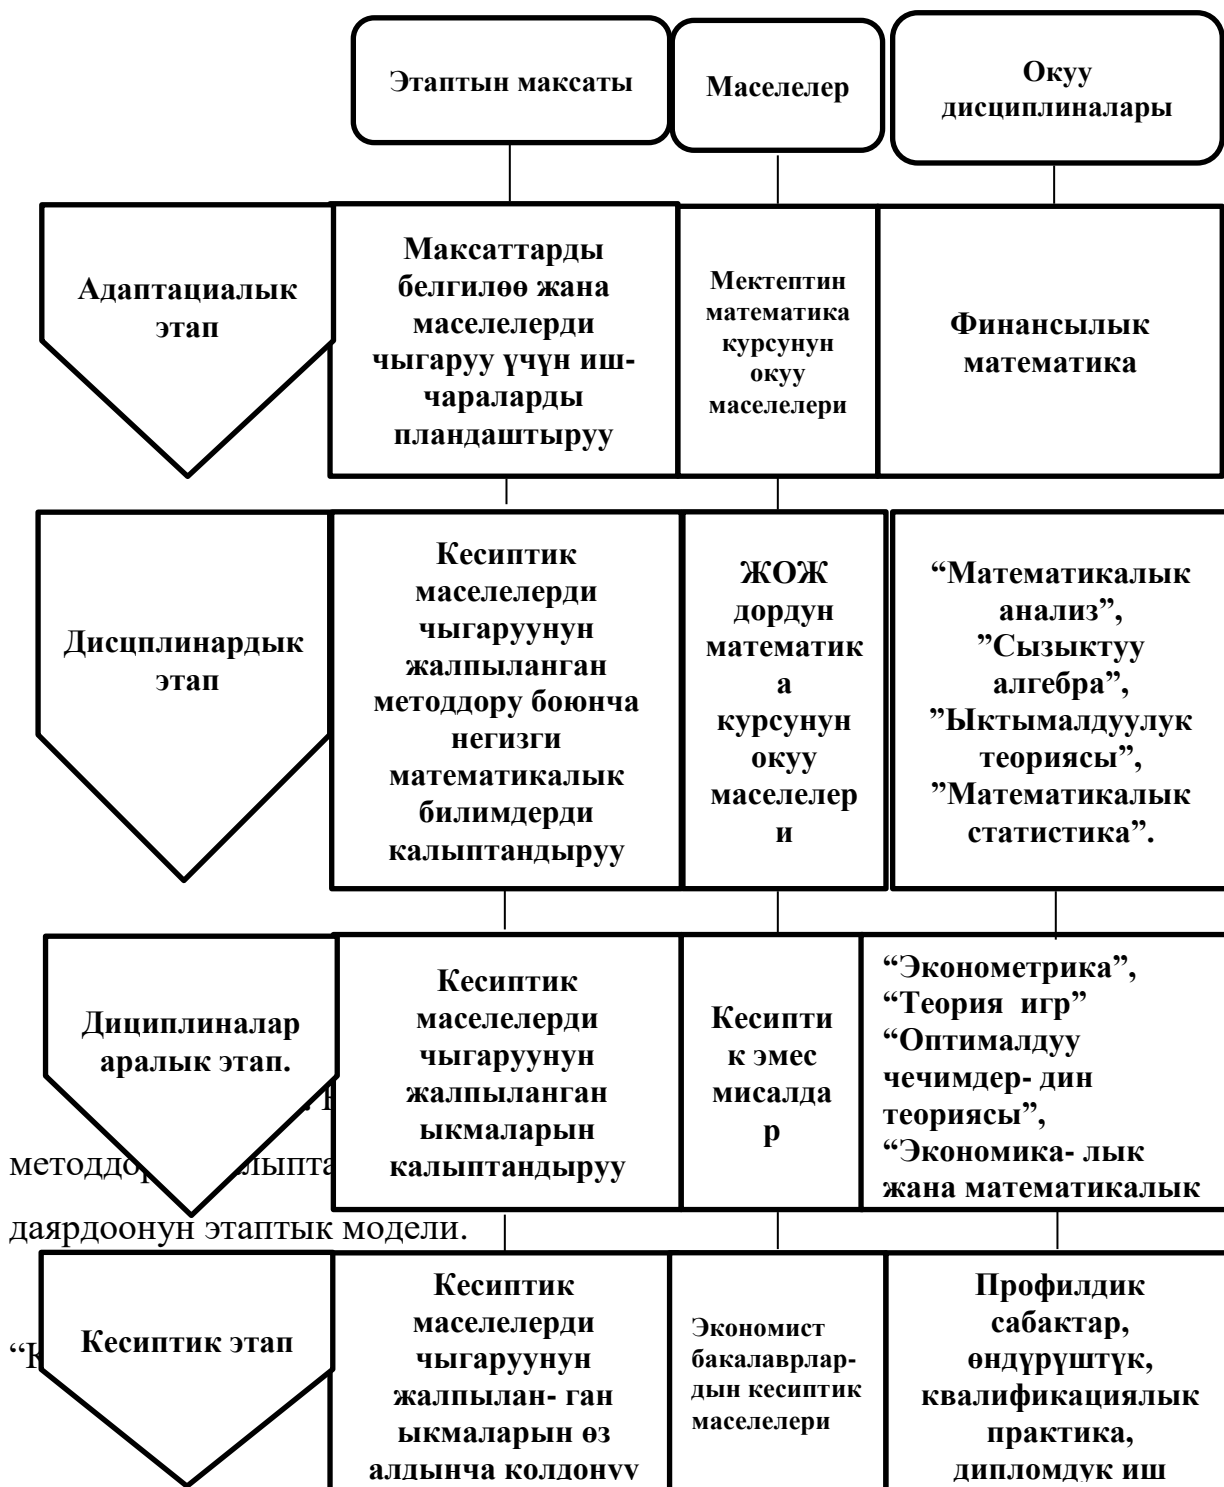 Этаптын максаты
Маселелер
Окуу
дисциплиналары
Адаптациалык
этап
Максаттарды
белгилөө жана
маселелерди
чыгаруу үчүн иш-
чараларды
пландаштыруу
Мектептин
математика
курсунун
окуу
маселелери
Финансылык
математика
Дисцплинардык
этап
Кесиптик
маселелерди
чыгаруунун
жалпыланган
методдору боюнча
негизги
математикалык
билимдерди
калыптандыруу
ЖОЖ
дордун
математик
а
курсунун
окуу
маселелер
и
“Математикалык
анализ”,
”Сызыктуу
алгебра”,
”Ыктымалдуулук
теориясы”,
”Математикалык
статистика”.
Дициплиналар
аралык этап.
Кесиптик
маселелерди
чыгаруунун
жалпыланган
ыкмаларын
калыптандыруу
Кесипти
к эмес
мисалда
р
“Эконометрика”,
“Теория игр”
“Оптималдуу
чечимдер- дин
теориясы”,
“Экономика- лык
жана математикалык
даярдоонун этаптык модели.
Кесиптик этап
Кесиптик
маселелерди
чыгаруунун
жалпылан- ган
ыкмаларын өз
алдынча колдонуу
Экономист
бакалаврлар-
дын кесиптик
маселелери
Профилдик
сабактар,
өндүрүштүк,
квалификациялык
практика,
дипломдук иш